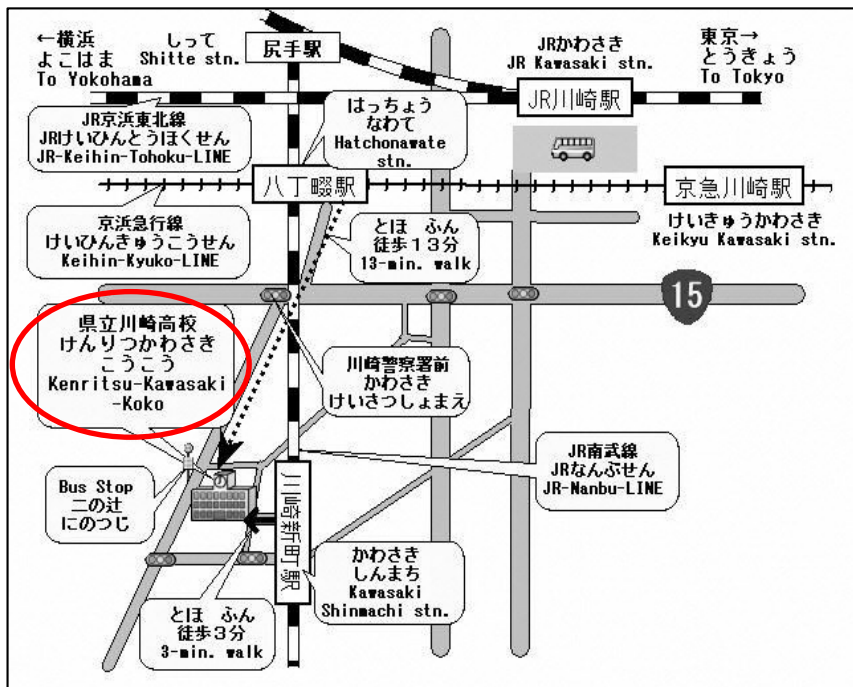 ←横浜
よこはま
To Yokohama
しって
Shitte stn.
尻手駅
JRかわさき
JR Kawasaki stn.
東京→
とうきょう
To Tokyo
JR川崎駅
JR京浜東北線
JRけいひんとうほくせん
JR-Keihin-Tohoku-LINE
はっちょう
なわて
Hatchonawate
stn.
八丁畷駅
京急川崎駅
けいきゅうかわさき
Keikyu Kawasaki stn.
京浜急行線
けいひんきゅうこうせん
Keihin-Kyuko-LINE
とほ ふん
徒歩13分
13-min. walk
15
県立川崎高校
けんりつかわさき
こうこう
Kenritsu-Kawasaki
-Koko
川崎警察署前
かわさき
けいさつしょまえ
JR南武線
JRなんぶせん
JR-Nanbu-LINE
Bus Stop
二の辻
にのつじ
川崎新町駅
かわさき
しんまち
Kawasaki
Shinmachi stn.
とほ ふん
徒歩3分
3-min. walk